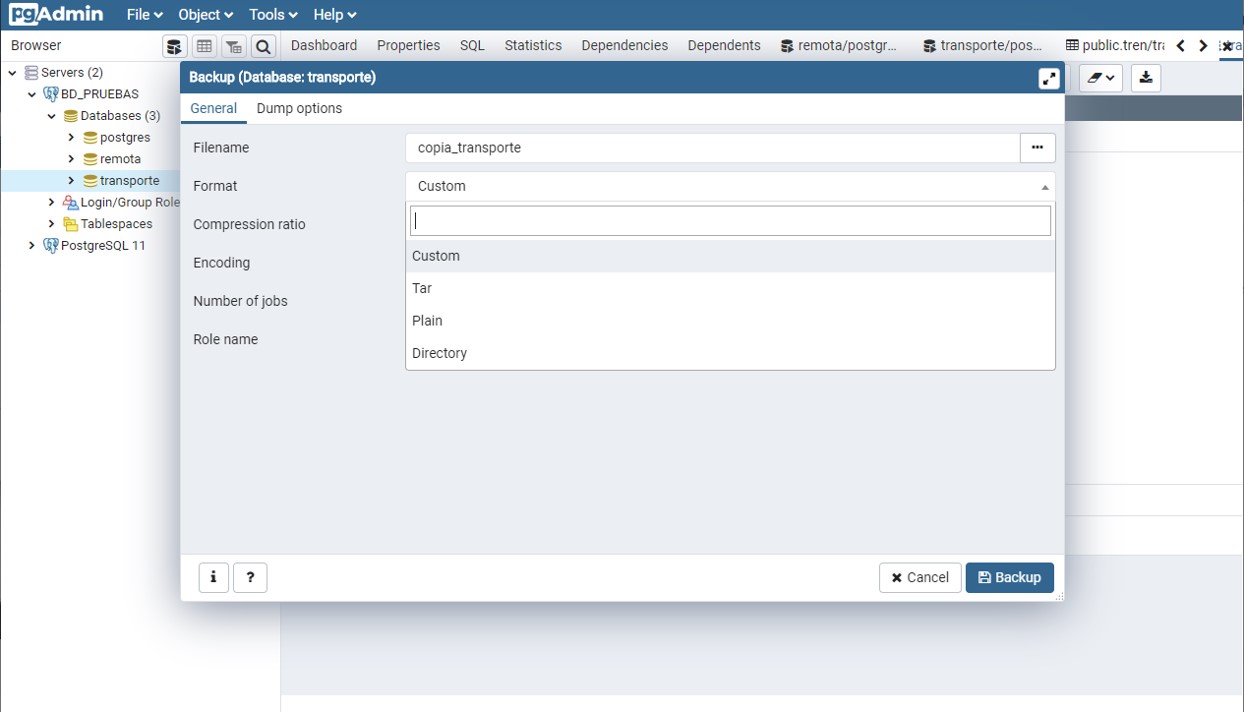 pgAdmin File Object Tools Help
Browser Dashboard Properties SQL Statistics Dependencies Dependents remota/postgr... transporte/pos... public.tren/tra
Servers (2)
BD_PRUEBAS
Databases (3)
postgres
remota
transporte
Login/Group Role
Tablespaces
PostgreSQL 11
Backup (Database: transporte)
General Dump options
Filename copia_transporte ...
Format Custom
Compression ratio
Encoding
Number of jobs
Role name
Custom
Tar
Plain
Directory
i ? Cancel Backup